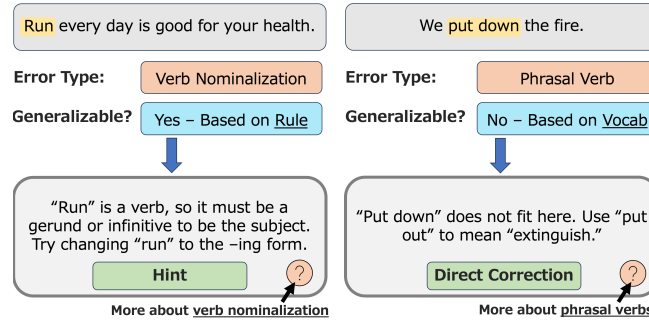 Run every day is good for your health.
Error Type:
Verb Nominalization
Generalizable?
Yes – Based on Rule
“Run” is a verb, so it must be a
gerund or infinitive to be the subject.
Try changing “run” to the –ing form.
Hint
?
More about verb nominalization
We put down the fire.
Error Type:
Phrasal Verb
Generalizable?
No – Based on Vocab
“Put down” does not fit here. Use “put
out” to mean “extinguish.”
Direct Correction
?
More about phrasal verbs